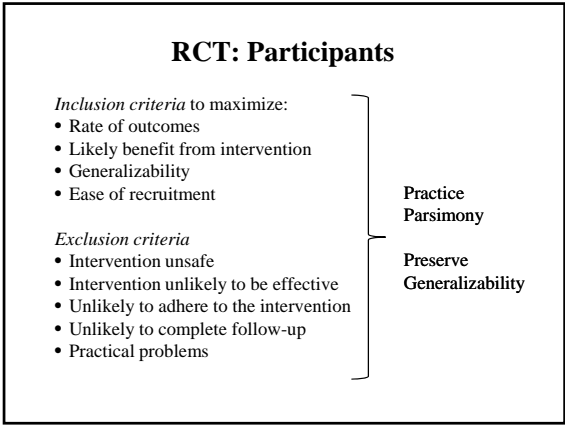 RCT: Participants
Inclusion criteria to maximize:
• Rate of outcomes
• Likely benefit from intervention
• Generalizability
• Ease of recruitment
Exclusion criteria
• Intervention unsafe
• Intervention unlikely to be effective
• Unlikely to adhere to the intervention
• Unlikely to complete follow-up
• Practical problems
Practice
Parsimony
Preserve
Generalizability